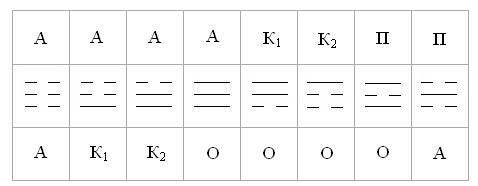 А А А А К₁ К₂ П П
А К₁ К₂ О О О О А